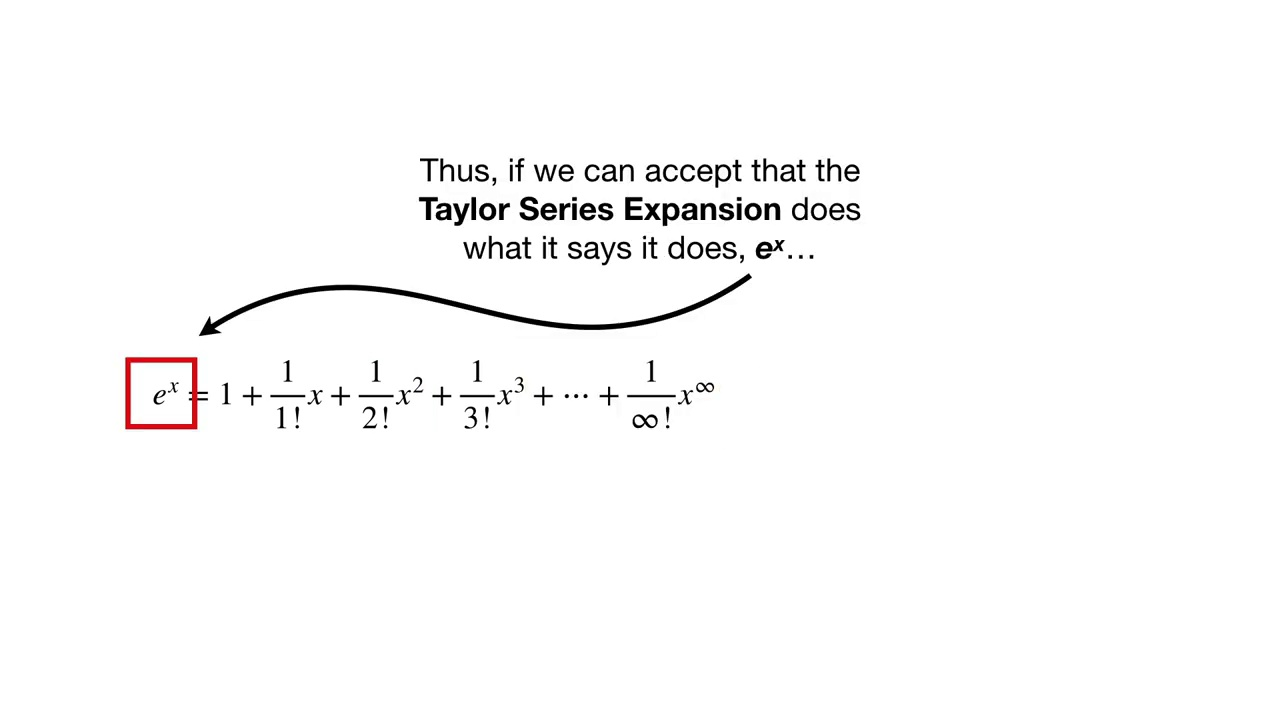 Thus, if we can accept that the
Taylor Series Expansion does
what it says it does, eˣ…
eˣ = 1 + 1/1! x + 1/2! x² + 1/3! x³ + ⋯ + 1/∞! x^∞